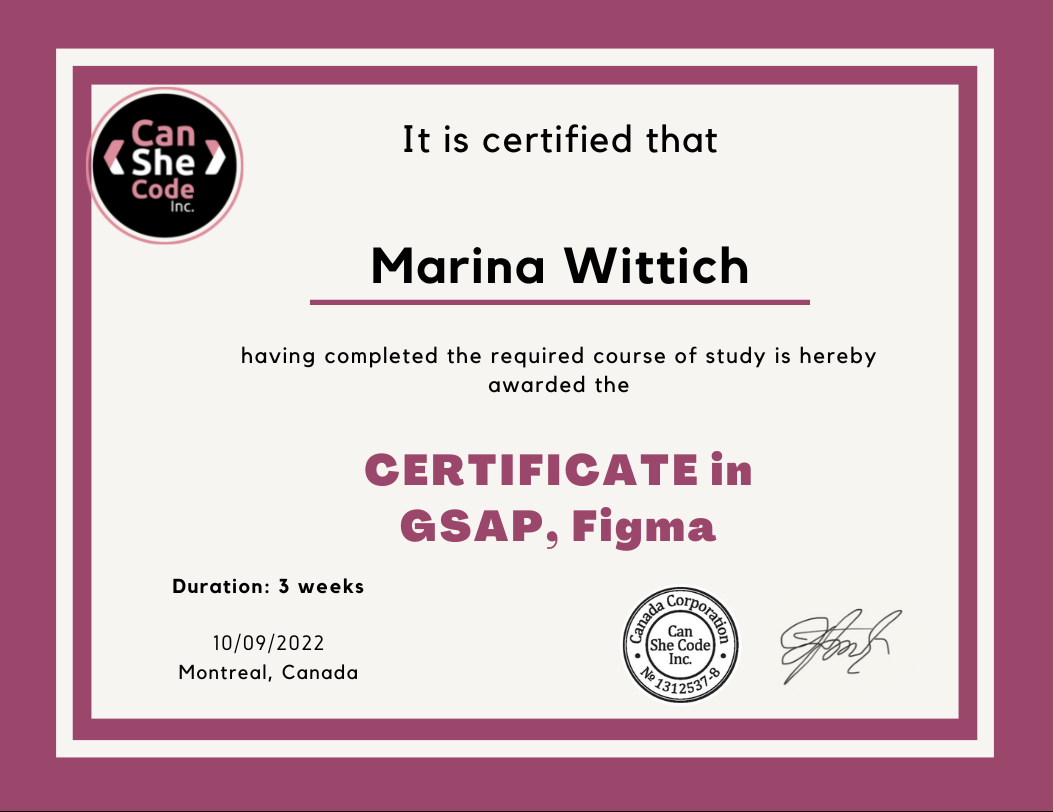 Can
She
Code
Inc.
It is certified that
Marina Wittich
having completed the required course of study is hereby
awarded the
CERTIFICATE in
GSAP, Figma
Duration: 3 weeks
10/09/2022
Montreal, Canada
Canada Corporation
Can
She Code
Inc.
№ 1312537-8